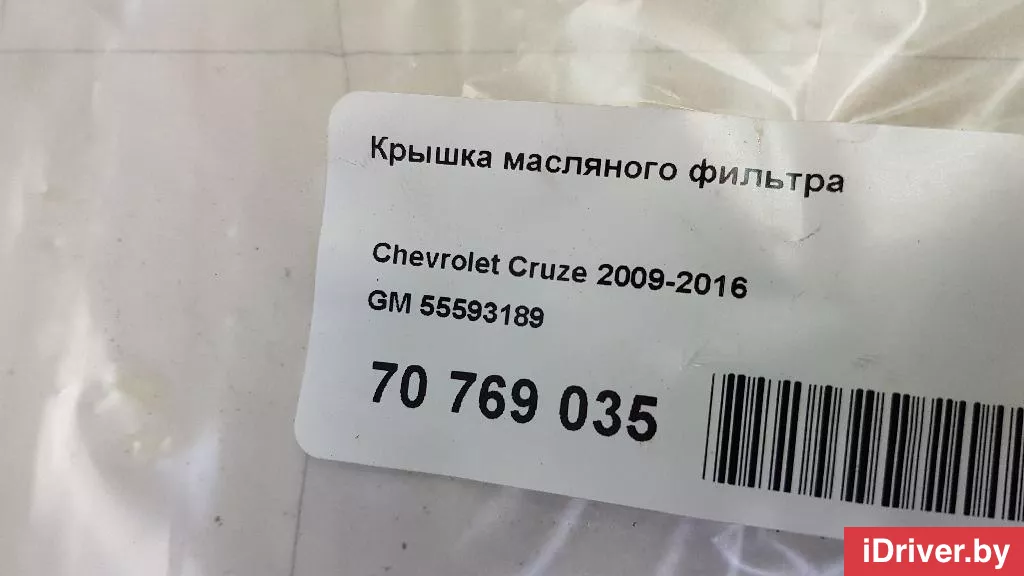 Крышка масляного фильтра
Chevrolet Cruze 2009-2016
GM 55593189
70 769 035
iDriver.by